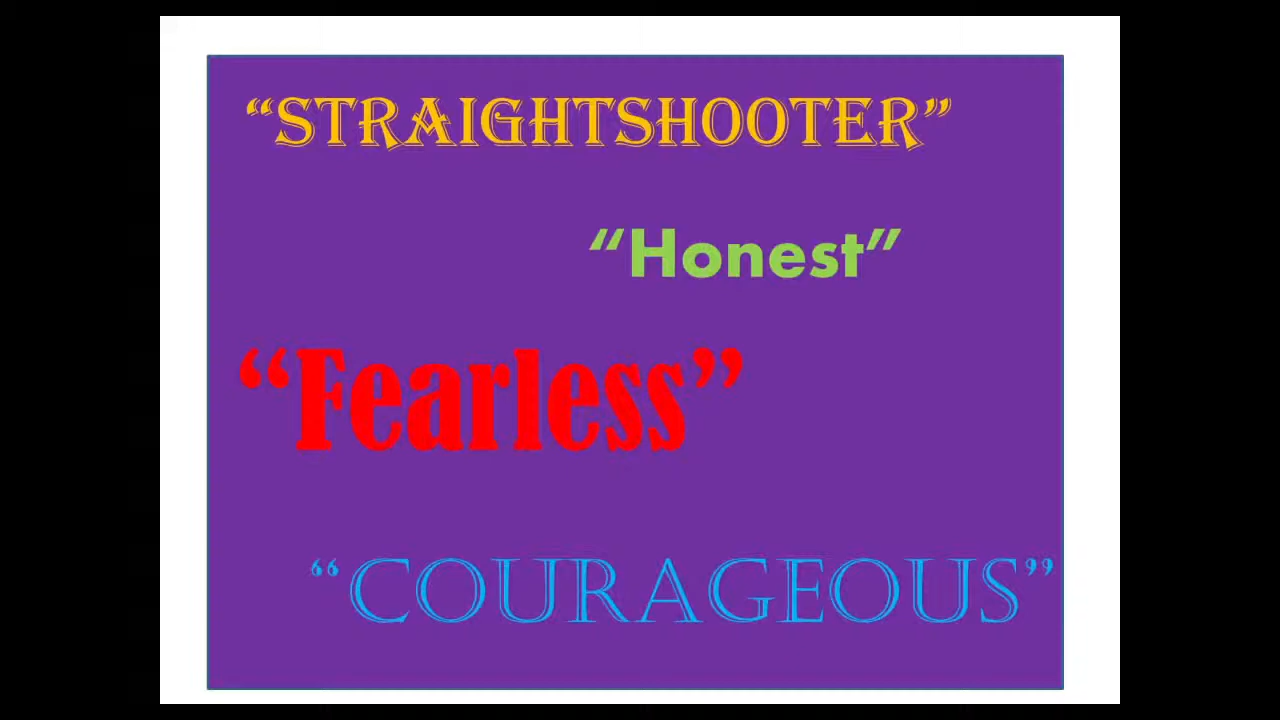 “STRAIGHTSHOOTER”
“Honest”
“Fearless”
“COURAGEOUS”